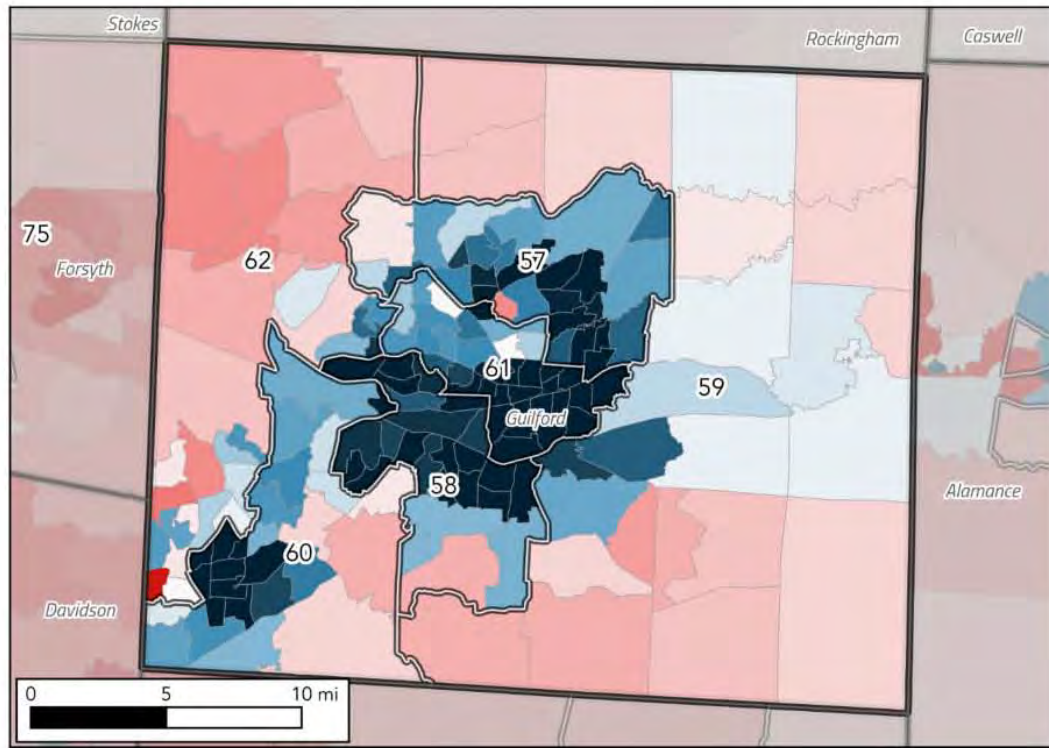 Stokes
Rockingham
Caswell
75
Forsyth
62
57
61
59
Guilford
58
Alamance
60
Davidson
0 5 10 mi